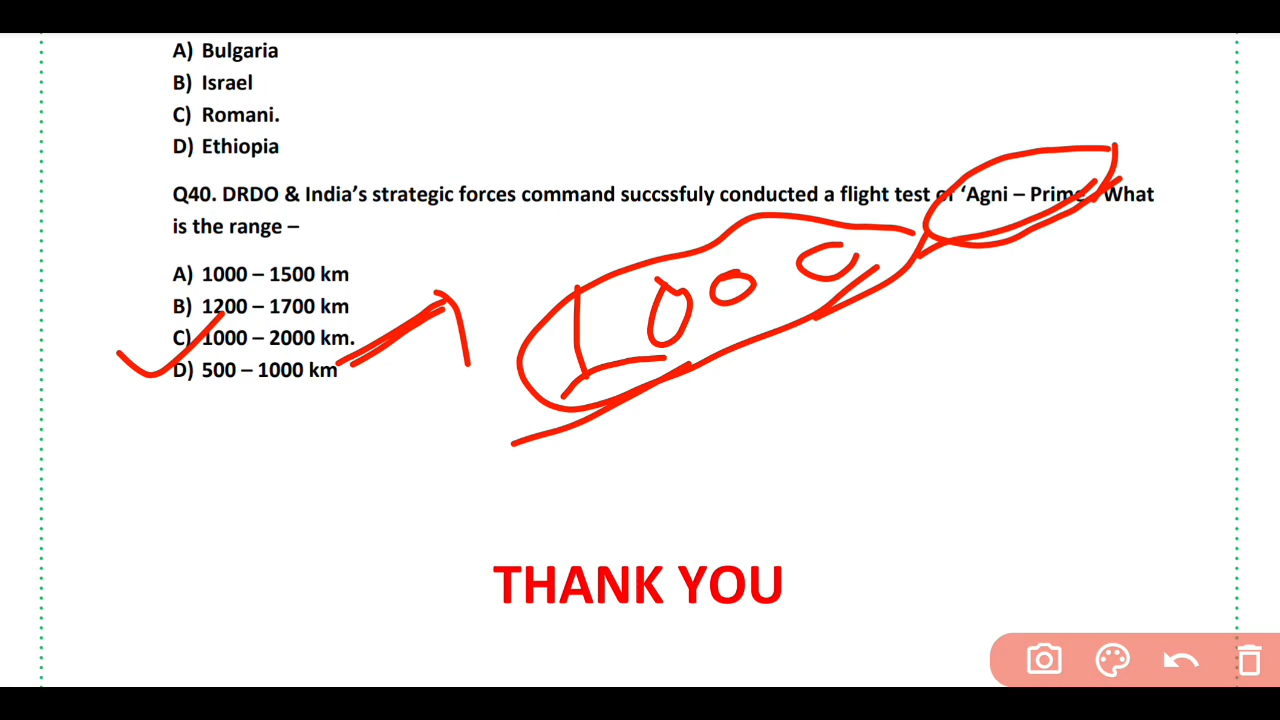 A) Bulgaria
B) Israel
C) Romani.
D) Ethiopia
Q40. DRDO & India's strategic forces command succssfuly conducted a flight test of 'Agni – Prime' What
is the range –
A) 1000 – 1500 km
B) 1200 – 1700 km
C) 1000 – 2000 km.
D) 500 – 1000 km
1000
THANK YOU